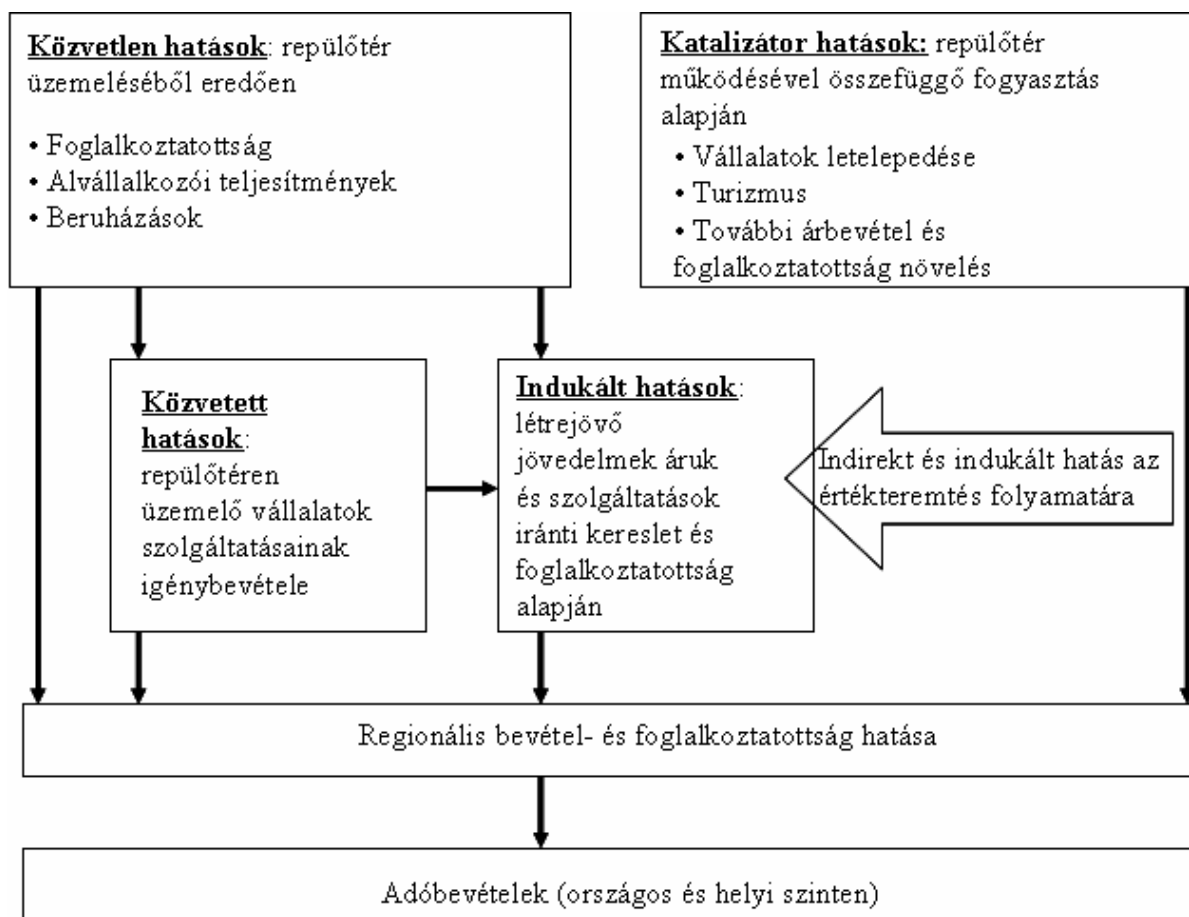 Közvetlen hatások: repülőtér
üzemeléséből eredően
• Foglalkoztatottság
• Alvállalkozói teljesítmények
• Beruházások
Katalizátor hatások: repülőtér
működésével összefüggő fogyasztás
alapján
• Vállalatok letelepedése
• Turizmus
• További árbevétel és
foglalkoztatottság növelés
Közvetett
hatások:
repülőtéren
üzemelő vállalatok
szolgáltatásainak
igénybevétele
Indukált hatások:
létrejövő
jövedelmek áruk
és szolgáltatások
iránti kereslet és
foglalkoztatottság
alapján
Indirekt és indukált hatás az
értékteremtés folyamatára
Regionális bevétel- és foglalkoztatottság hatása
Adóbevételek (országos és helyi szinten)